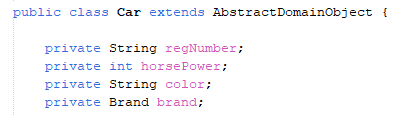 public class Car extends AbstractDomainObject {
private String regNumber;
private int horsePower;
private String color;
private Brand brand;